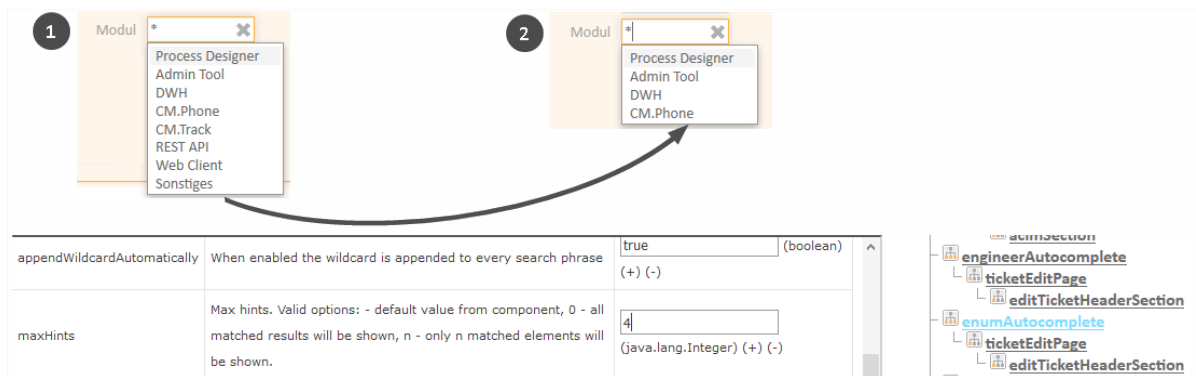 1
Modul *
Process Designer
Admin Tool
DWH
CM.Phone
CM.Track
REST API
Web Client
Sonstiges
2
Modul *
Process Designer
Admin Tool
DWH
CM.Phone
appendWildcardAutomatically
When enabled the wildcard is appended to every search phrase
true (boolean)
(+) (-)
maxHints
Max hints. Valid options: - default value from component, 0 - all
matched results will be shown, n - only n matched elements will
be shown.
4
(java.lang.Integer) (+) (-)
acimSection
engineerAutocomplete
ticketEditPage
editTicketHeaderSection
enumAutocomplete
ticketEditPage
editTicketHeaderSection